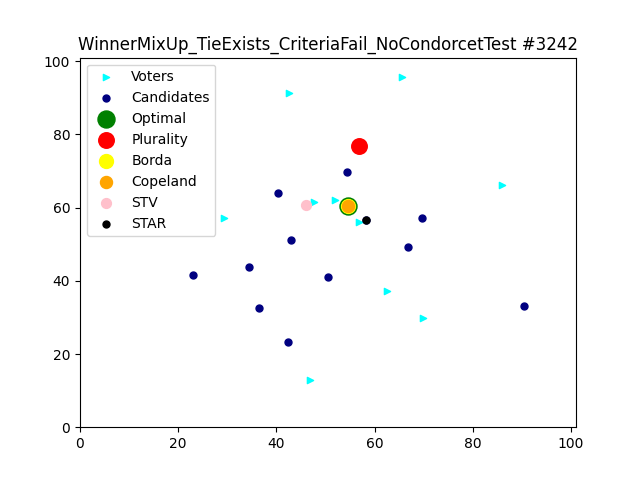 WinnerMixUp_TieExists_CriteriaFail_NoCondorcetTest #3242
100
80
60
40
20
0
Voters
Candidates
Optimal
Plurality
Borda
Copeland
STV
STAR
0 20 40 60 80 100